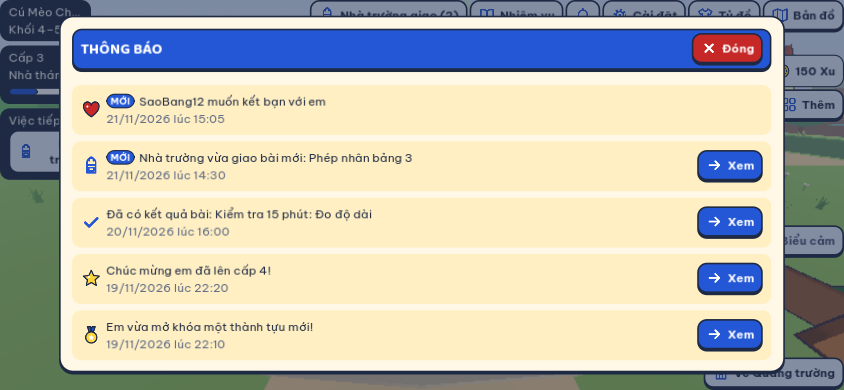 Cú Mèo Ch...
Khối 4-5
Nhà trường giao (2)
Nhiệm vụ
Cài đặt
Tủ đồ
Bản đồ
THÔNG BÁO
Đóng
Cấp 3
150 Xu
Thêm
MỚI SaoBang12 muốn kết bạn với em
21/11/2026 lúc 15:05
Việc tiếp
MỚI Nhà trường vừa giao bài mới: Phép nhân bảng 3
21/11/2026 lúc 14:30
Xem
Đã có kết quả bài: Kiểm tra 15 phút: Đo độ dài
20/11/2026 lúc 16:00
Xem
Biểu cảm
Chúc mừng em đã lên cấp 4!
19/11/2026 lúc 22:20
Xem
Em vừa mở khóa một thành tựu mới!
19/11/2026 lúc 22:10
Xem
Về Quảng trường